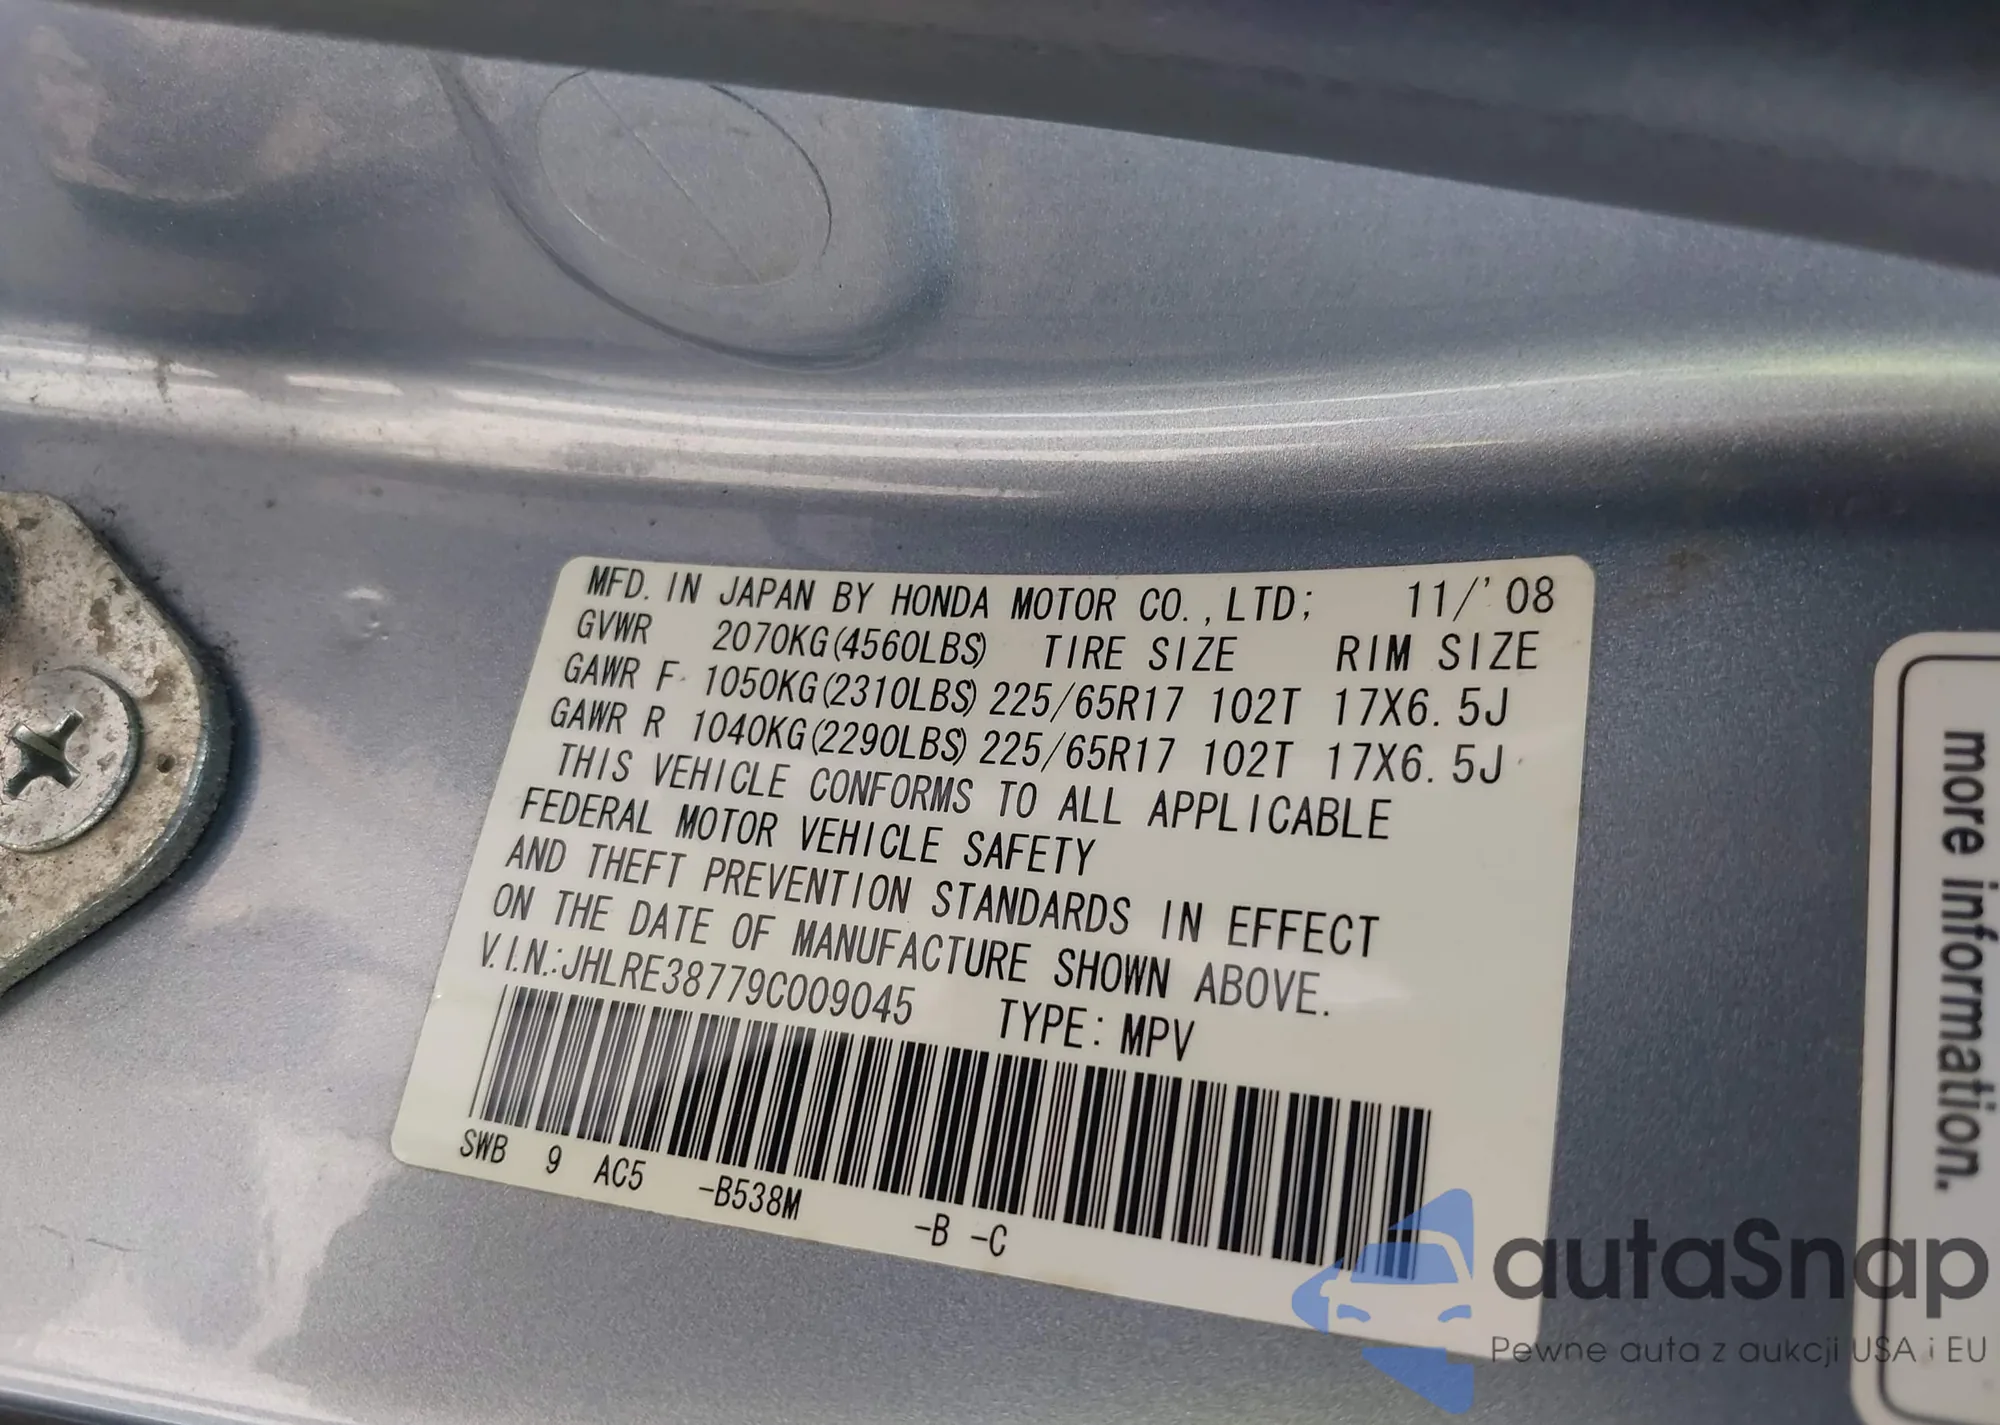 MFD. IN JAPAN BY HONDA MOTOR CO., LTD; 11/'08
GVWR 2070KG(4560LBS) TIRE SIZE RIM SIZE
GAWR F 1050KG(2310LBS) 225/65R17 102T 17X6.5J
GAWR R 1040KG(2290LBS) 225/65R17 102T 17X6.5J
THIS VEHICLE CONFORMS TO ALL APPLICABLE
FEDERAL MOTOR VEHICLE SAFETY
AND THEFT PREVENTION STANDARDS IN EFFECT
ON THE DATE OF MANUFACTURE SHOWN ABOVE.
V.I.N.:JHLRE38779C009045 TYPE: MPV
SWB 9 AC5 -B538M -B -C
more information.
autaSnap
Pewne auta z aukcji USA i EU